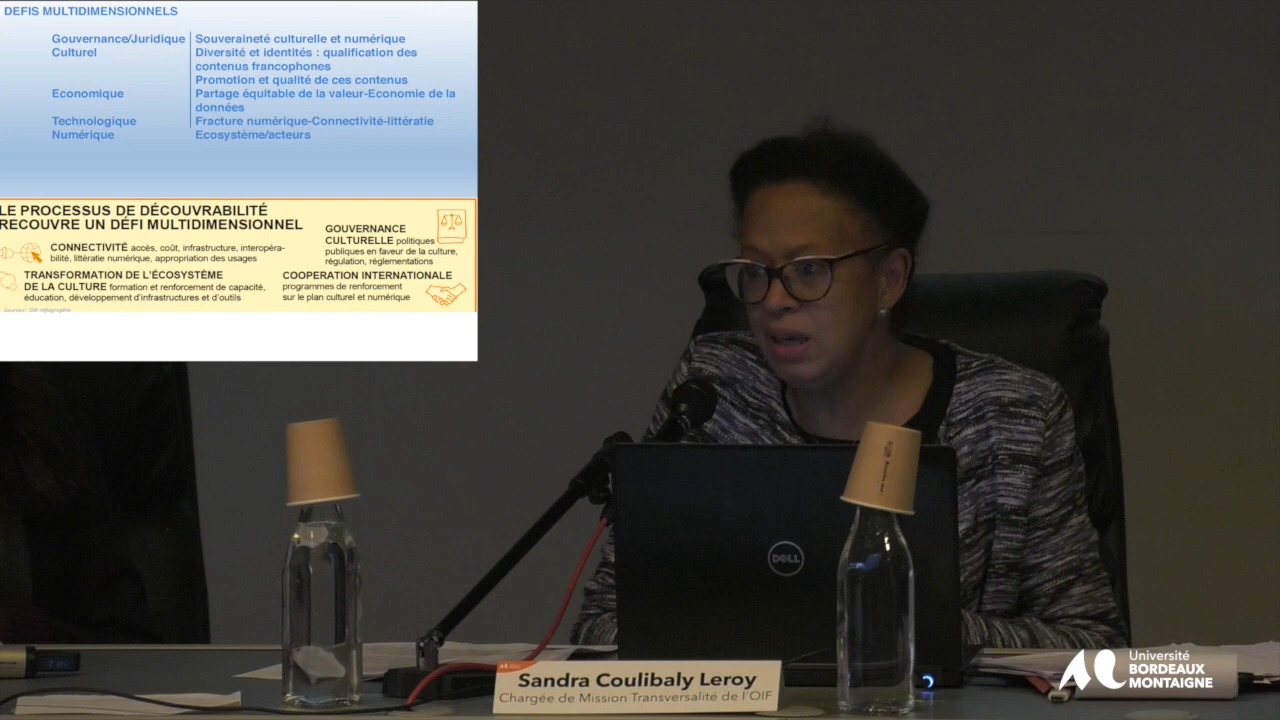 DEFIS MULTIDIMENSIONNELS
Gouvernance/Juridique Souveraineté culturelle et numérique
Culturel Diversité et identités : qualification des
contenus francophones
Promotion et qualité de ces contenus
Economique Partage équitable de la valeur-Economie de la
données
Technologique Fracture numérique-Connectivité-littératie
Numérique Ecosystème/acteurs
LE PROCESSUS DE DÉCOUVRABILITÉ
RECOUVRE UN DÉFI MULTIDIMENSIONNEL
CONNECTIVITÉ accès, coût, infrastructure, interopéra-
bilité, littératie numérique, appropriation des usages
TRANSFORMATION DE L'ÉCOSYSTÈME
DE LA CULTURE formation et renforcement de capacité,
éducation, développement d'infrastructures et d'outils
GOUVERNANCE
CULTURELLE politiques
publiques en faveur de la culture,
régulation, réglementations
COOPERATION INTERNATIONALE
programmes de renforcement
sur le plan culturel et numérique
Sources : OIF infographie
DELL
Sandra Coulibaly Leroy
Chargée de Mission Transversalité de l'OIF
Université
BORDEAUX
MONTAIGNE